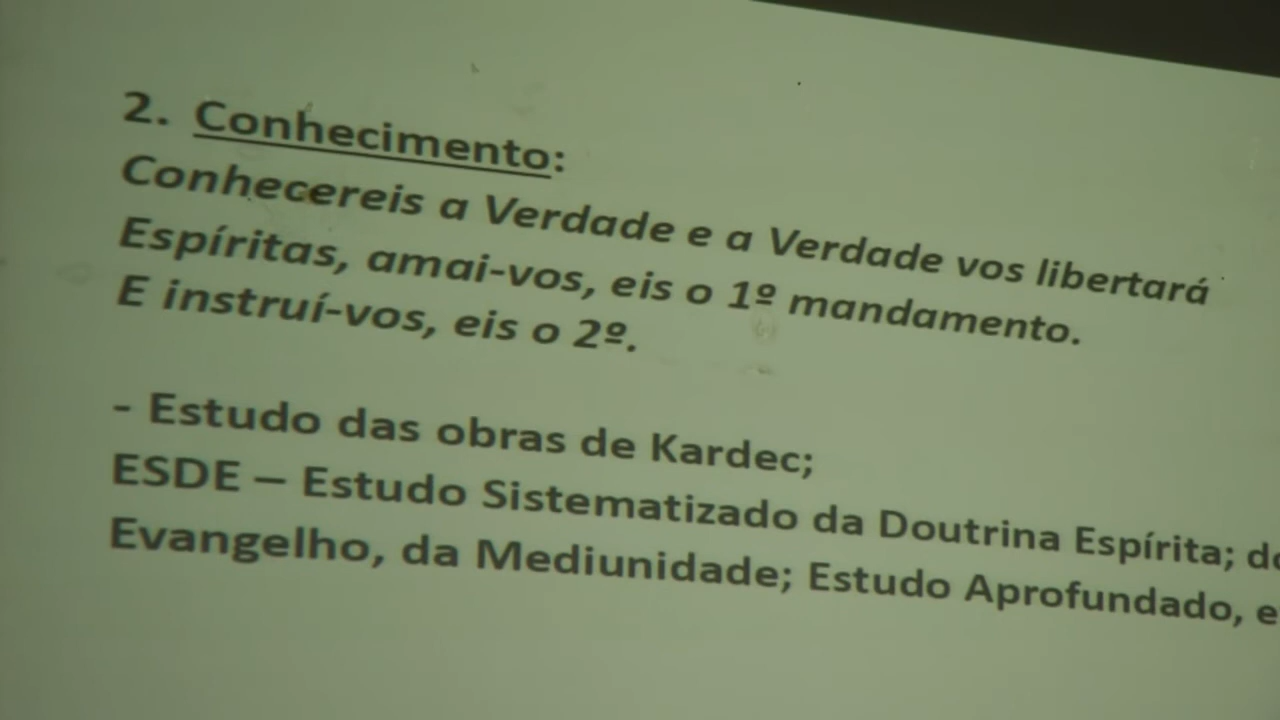 2. Conhecimento:
Conhecereis a Verdade e a Verdade vos libertará
Espíritas, amai-vos, eis o 1º mandamento.
E instruí-vos, eis o 2º.
- Estudo das obras de Kardec;
ESDE – Estudo Sistematizado da Doutrina Espírita;
Evangelho, da Mediunidade; Estudo Aprofundado,